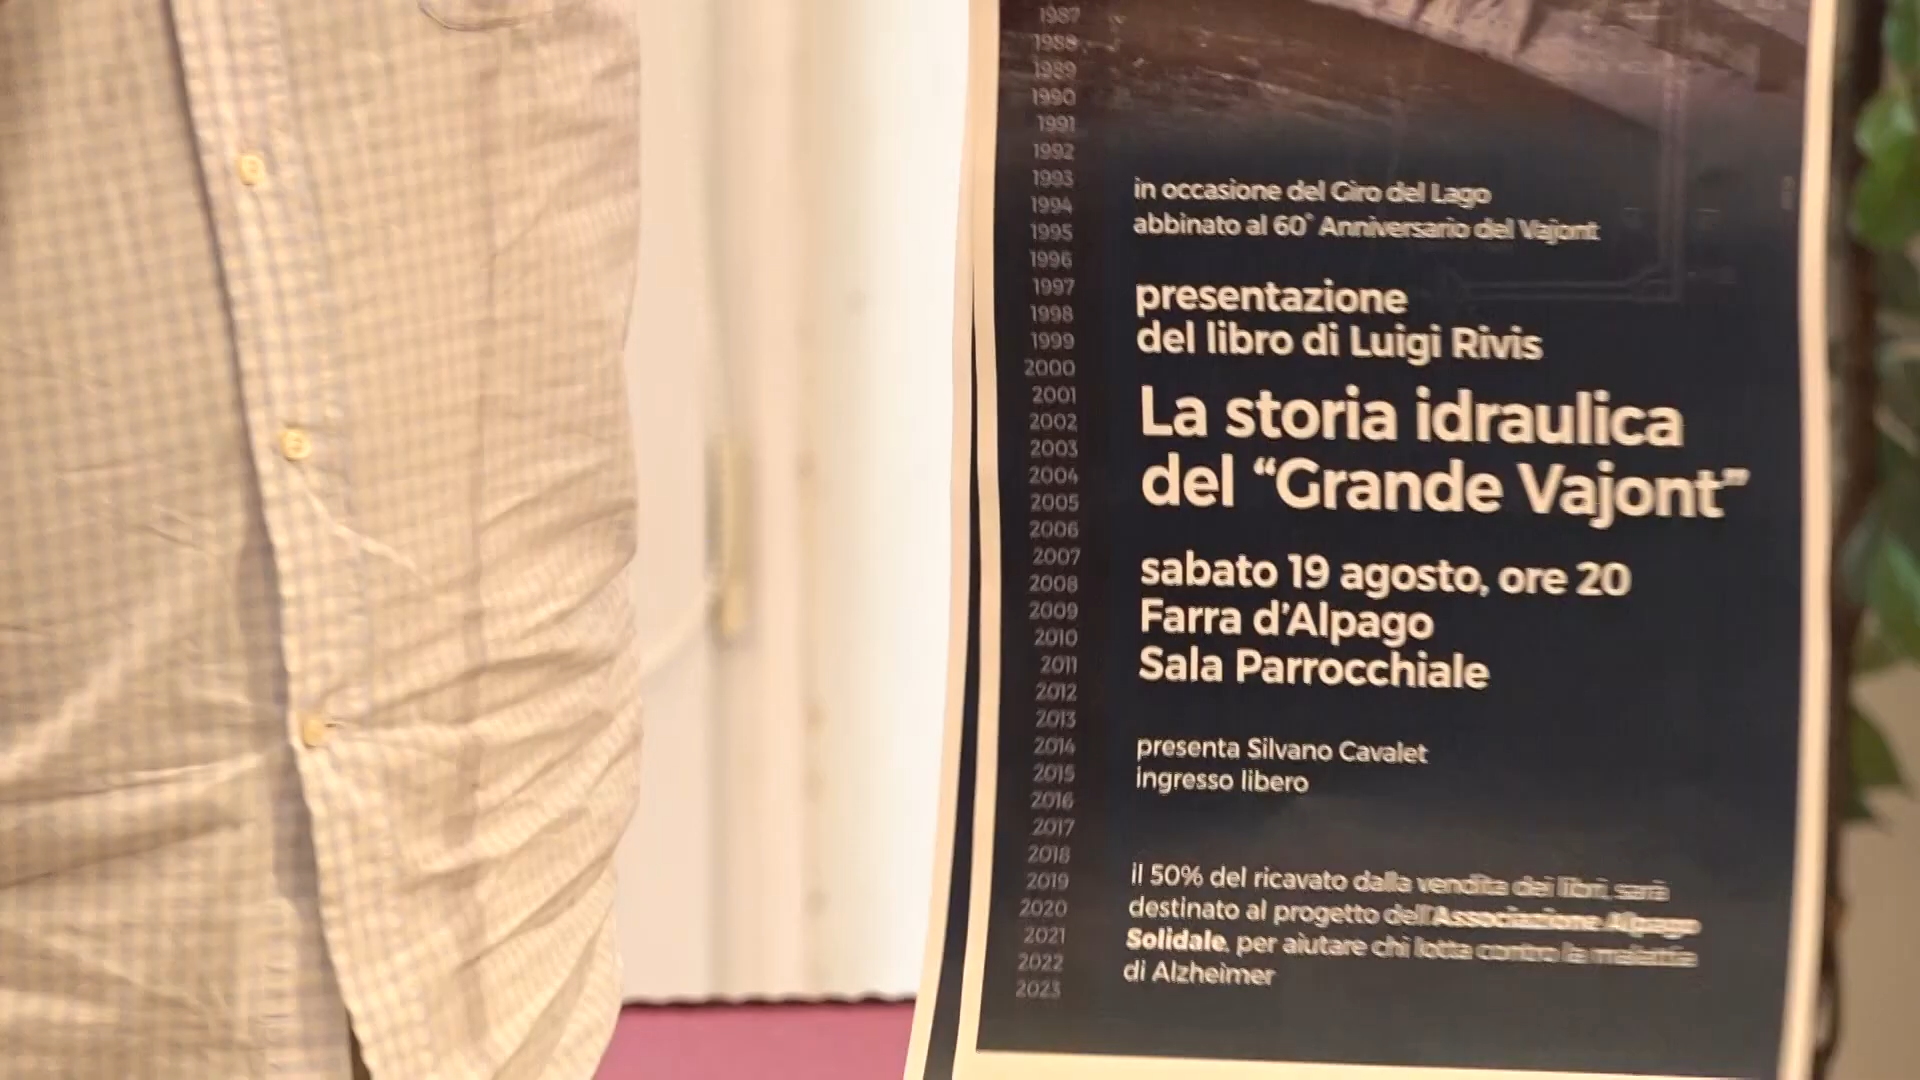 1987
1988
1989
1990
1991
1992
1993
1994
1995
1996
1997
1998
1999
2000
2001
2002
2003
2004
2005
2006
2007
2008
2009
2010
2011
2012
2013
2014
2015
2016
2017
2018
2019
2020
2021
2022
2023
in occasione del Giro del Lago
abbinato al 60° Anniversario del Vajont
presentazione
del libro di Luigi Rivis
La storia idraulica
del “Grande Vajont”
sabato 19 agosto, ore 20
Farra d’Alpago
Sala Parrocchiale
presenta Silvano Cavalet
ingresso libero
il 50% del ricavato dalla vendita dei libri, sarà
destinato al progetto dell’Associazione Alpago
Solidale, per aiutare chi lotta contro la malattia
di Alzheimer